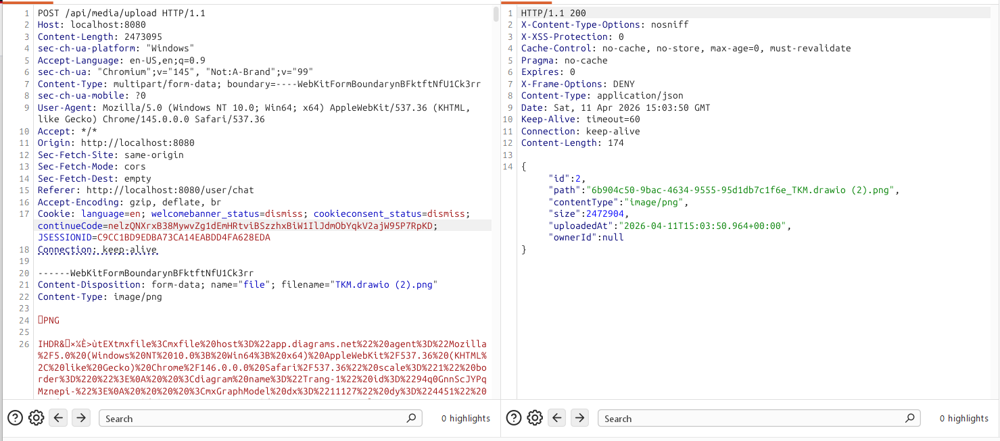 1 POST /api/media/upload HTTP/1.1
2 Host: localhost:8080
3 Content-Length: 2473095
4 sec-ch-ua-platform: "Windows"
5 Accept-Language: en-US,en;q=0.9
6 sec-ch-ua: "Chromium";v="145", "Not:A-Brand";v="99"
7 Content-Type: multipart/form-data; boundary=----WebKitFormBoundarynBFktftNfU1Ck3rr
8 sec-ch-ua-mobile: ?0
9 User-Agent: Mozilla/5.0 (Windows NT 10.0; Win64; x64) AppleWebKit/537.36 (KHTML,
like Gecko) Chrome/145.0.0.0 Safari/537.36
10 Accept: */*
11 Origin: http://localhost:8080
12 Sec-Fetch-Site: same-origin
13 Sec-Fetch-Mode: cors
14 Sec-Fetch-Dest: empty
15 Referer: http://localhost:8080/user/chat
16 Accept-Encoding: gzip, deflate, br
17 Cookie: language=en; welcomebanner_status=dismiss; cookieconsent_status=dismiss;
continueCode=nelzQNXrxB38MywvZg1dEmHRtviBSzzhxBiW1IlJdmObYqkV2ajW95P7RpKD;
JSESSIONID=C9CC1BD9EDBA73CA14EABDD4FA628EDA
18 Connection: keep-alive
19
20 ------WebKitFormBoundarynBFktftNfU1Ck3rr
21 Content-Disposition: form-data; name="file"; filename="TKM.drawio (2).png"
22 Content-Type: image/png
23
24 PNG
25
26 IHDR&×¼È>ùtEXtmxfile%3Cmxfile%20host%3D%22app.diagrams.net%22%20agent%3D%22Mozilla
%2F5.0%20(Windows%20NT%2010.0%3B%20Win64%3B%20x64)%20AppleWebKit%2F537.36%20(KHTML%
2C%20like%20Gecko)%20Chrome%2F146.0.0.0%20Safari%2F537.36%22%20scale%3D%221%22%20bo
rder%3D%220%22%3E%0A%20%20%3Cdiagram%20name%3D%22Trang-1%22%20id%3D%2294q0GnnScJYPq
Mznepi-%22%3E%0A%20%20%20%20%3CmxGraphModel%20dx%3D%2211127%22%20dy%3D%224451%22%20
Search
0 highlights
1 HTTP/1.1 200
2 X-Content-Type-Options: nosniff
3 X-XSS-Protection: 0
4 Cache-Control: no-cache, no-store, max-age=0, must-revalidate
5 Pragma: no-cache
6 Expires: 0
7 X-Frame-Options: DENY
8 Content-Type: application/json
9 Date: Sat, 11 Apr 2026 15:03:50 GMT
10 Keep-Alive: timeout=60
11 Connection: keep-alive
12 Content-Length: 174
13
14 {
"id":2,
"path":"6b904c50-9bac-4634-9555-95d1db7c1f6e_TKM.drawio (2).png",
"contentType":"image/png",
"size":2472904,
"uploadedAt":"2026-04-11T15:03:50.964+00:00",
"ownerId":null
}
Search
0 highlights